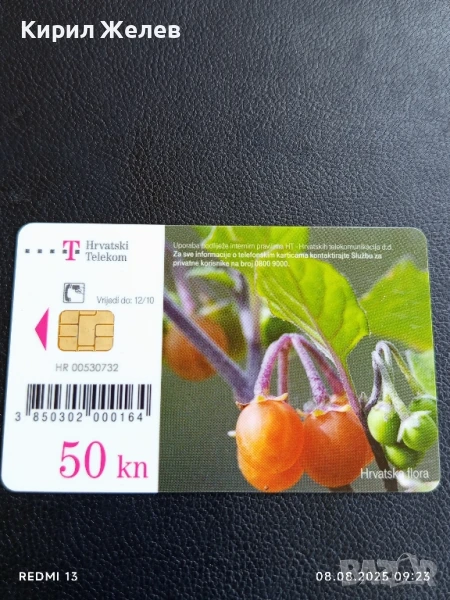 Кирил Желев
T Hrvatski
Telekom
Uporaba podliježe internim pravilima HT - Hrvatskih telekomunikacija d.d.
Za sve informacije o telefonskim karticama kontaktirajte Službu za
privatne korisnike na broj 0800 9000.
Vrijedi do: 12/10
HR 00530732
3 850302 000164
50 kn
Hrvatska flora
BAZAR
REDMI 13
08.08.2025 09:23